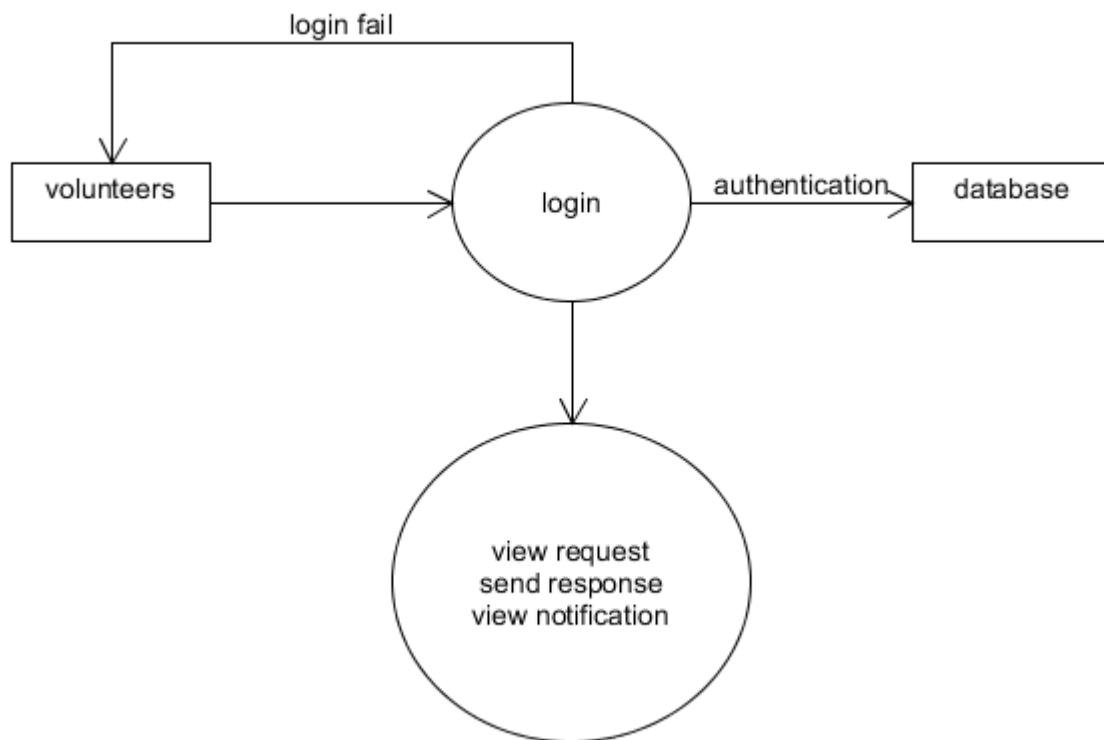 login fail
volunteers
login
authentication
database
view request
send response
view notification